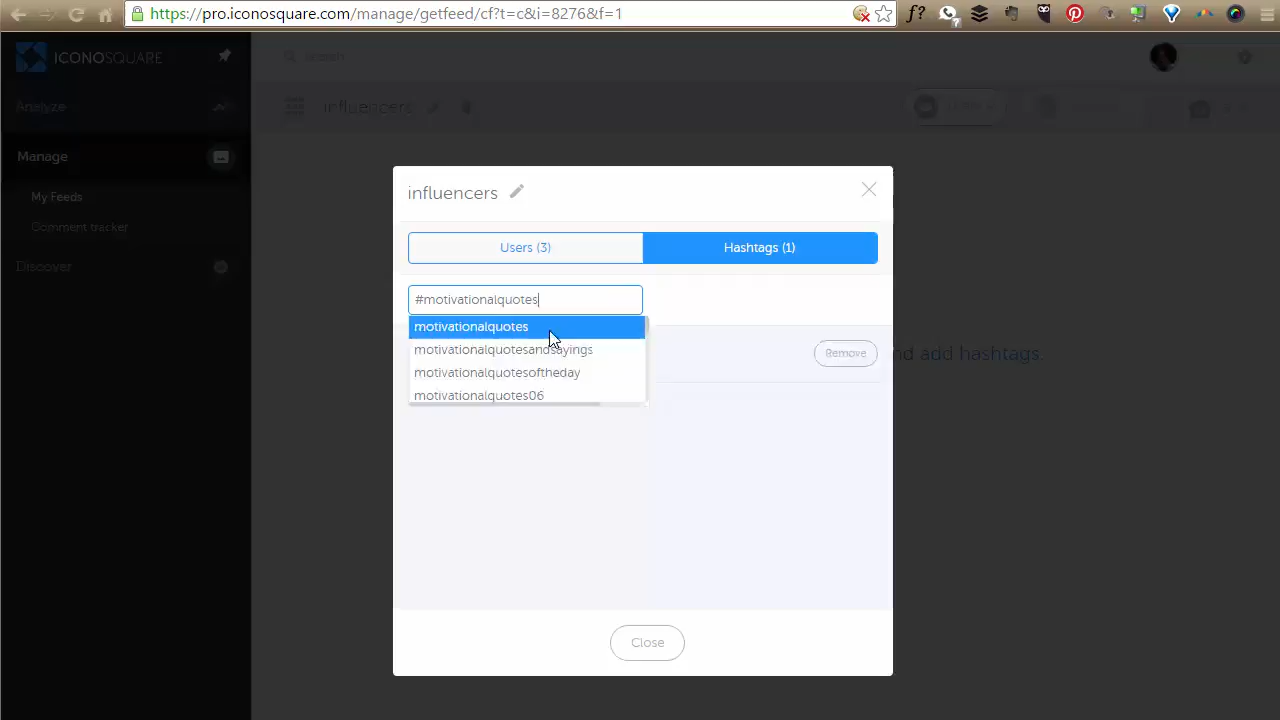 https://pro.iconosquare.com/manage/getfeed/cf?t=c&i=8276&f=1
ƒ?
ICONOSQUARE
Search
Analyze
influencers
Manage
My Feeds
Comment tracker
Discover
influencers
Users (3)
Hashtags (1)
#motivationalquotes
motivationalquotes
motivationalquotesandsayings
motivationalquotesoftheday
motivationalquotes06
Remove
nd add hashtags.
Close